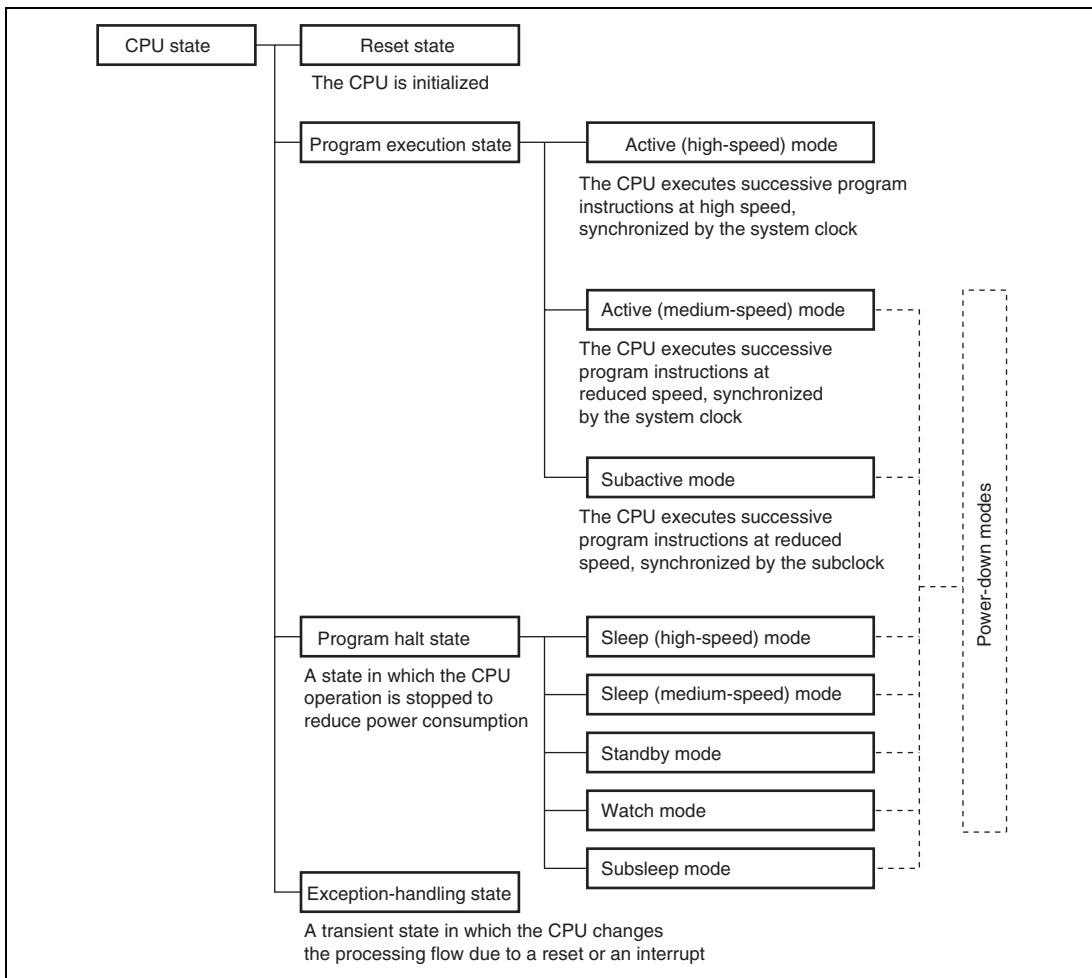 CPU state
Reset state
The CPU is initialized
Program execution state
Active (high-speed) mode
The CPU executes successive program
instructions at high speed,
synchronized by the system clock
Active (medium-speed) mode
The CPU executes successive
program instructions at
reduced speed, synchronized
by the system clock
Subactive mode
The CPU executes successive
program instructions at reduced
speed, synchronized by the subclock
Power-down modes
Program halt state
A state in which the CPU
operation is stopped to
reduce power consumption
Sleep (high-speed) mode
Sleep (medium-speed) mode
Standby mode
Watch mode
Subsleep mode
Exception-handling state
A transient state in which the CPU changes
the processing flow due to a reset or an interrupt